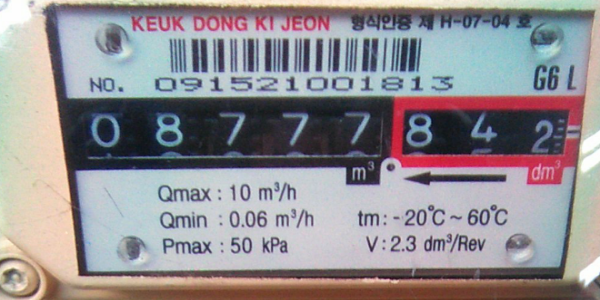 KEUK DONG KI JEON 형식인증 제 H-07-04 호
NO. 091521001813
G6 L
0 8 7 7 7 8 4 2
m³ dm³
Qmax : 10 m³/h
Qmin : 0.06 m³/h tm: -20℃ ~ 60℃
Pmax : 50 kPa V : 2.3 dm³/Rev